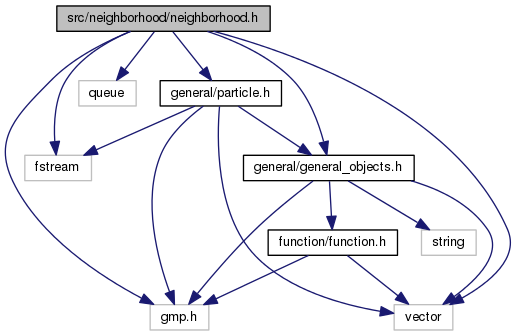 src/neighborhood/neighborhood.h
queue
general/particle.h
fstream
general/general_objects.h
function/function.h
string
gmp.h
vector